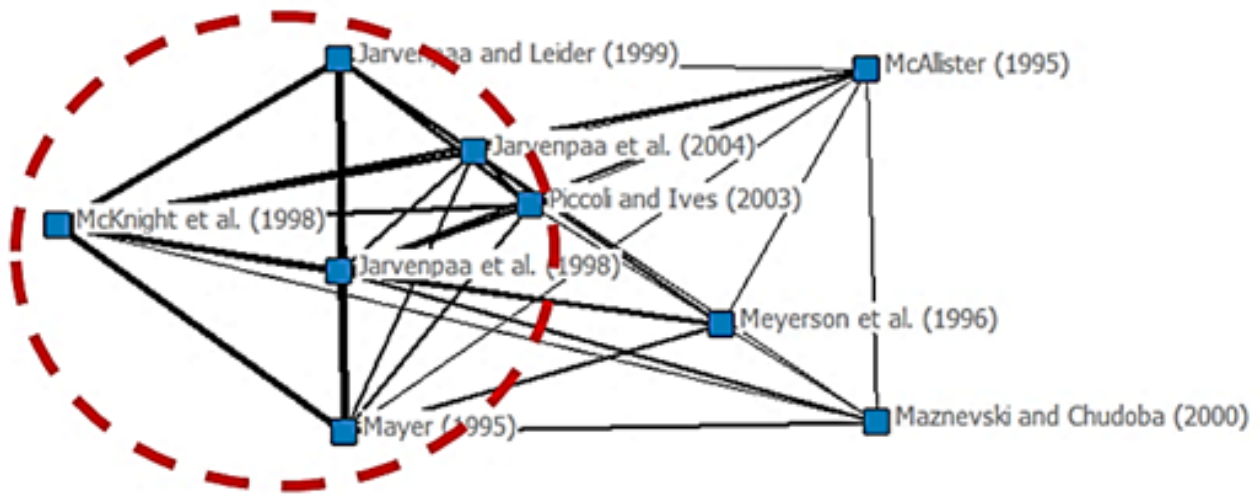 Jarvenpaa and Leider (1999)
McAlister (1995)
Jarvenpaa et al. (2004)
Piccoli and Ives (2003)
McKnight et al. (1998)
Jarvenpaa et al. (1998)
Meyerson et al. (1996)
Mayer (1995)
Maznevski and Chudoba (2000)